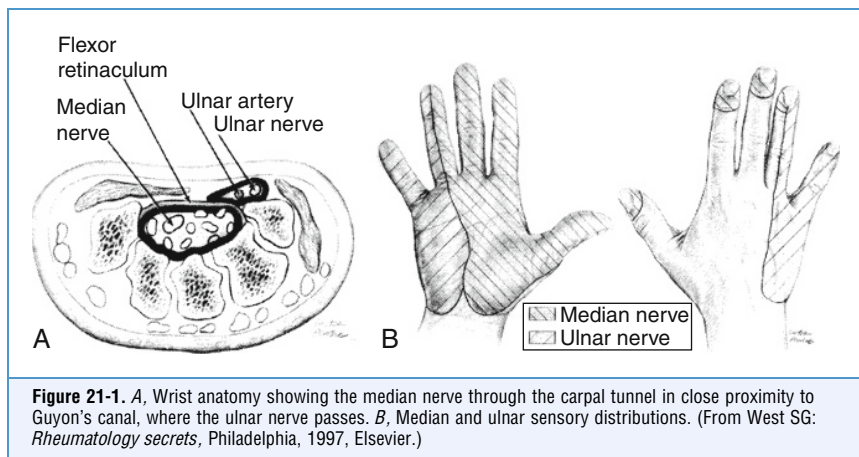 Flexor
retinaculum
Median
nerve
Ulnar artery
Ulnar nerve
A
B
Median nerve
Ulnar nerve
Figure 21-1. A, Wrist anatomy showing the median nerve through the carpal tunnel in close proximity to
Guyon's canal, where the ulnar nerve passes. B, Median and ulnar sensory distributions. (From West SG:
Rheumatology secrets, Philadelphia, 1997, Elsevier.)